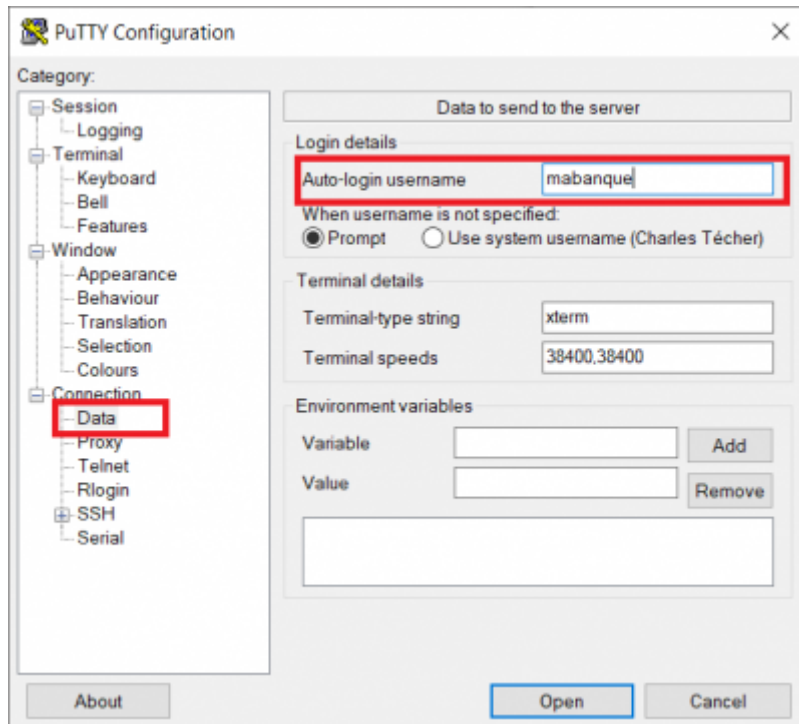 PuTTY Configuration
Category:
Session
Logging
Terminal
Keyboard
Bell
Features
Window
Appearance
Behaviour
Translation
Selection
Colours
Connection
Data
Proxy
Telnet
Rlogin
SSH
Serial
Data to send to the server
Login details
Auto-login username mabanque
When username is not specified:
Prompt Use system username (Charles Técher)
Terminal details
Terminal-type string xterm
Terminal speeds 38400,38400
Environment variables
Variable Add
Value Remove
About Open Cancel